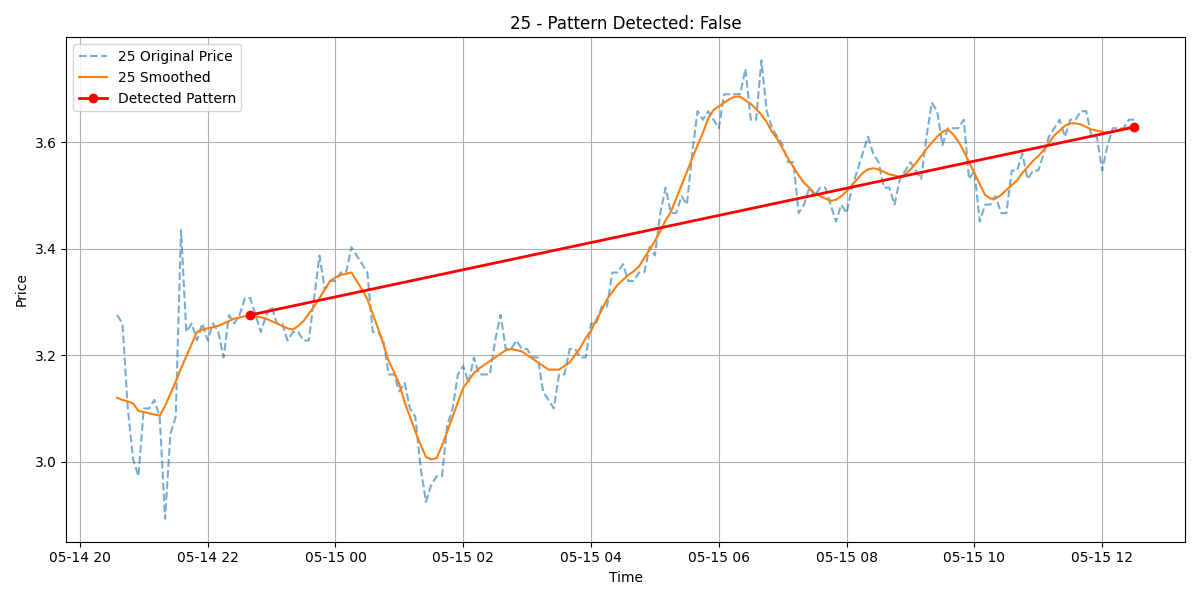 25 - Pattern Detected: False
25 Original Price
25 Smoothed
Detected Pattern
Price
3.6
3.4
3.2
3.0
05-14 20 05-14 22 05-15 00 05-15 02 05-15 04 05-15 06 05-15 08 05-15 10 05-15 12
Time